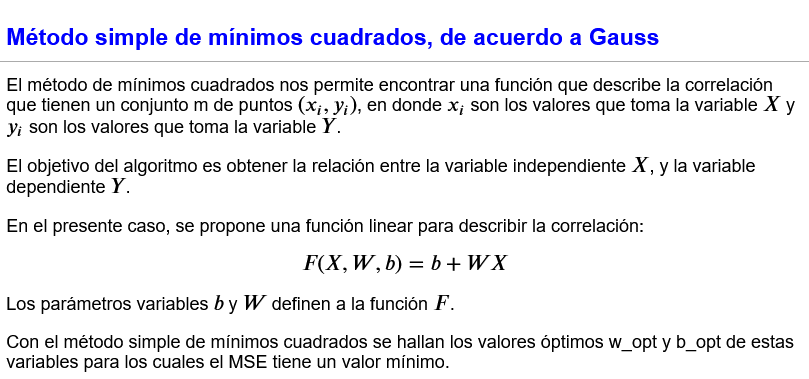 Método simple de mínimos cuadrados, de acuerdo a Gauss
El método de mínimos cuadrados nos permite encontrar una función que describe la correlación
que tienen un conjunto m de puntos (xᵢ, yᵢ), en donde xᵢ son los valores que toma la variable X y
yᵢ son los valores que toma la variable Y.
El objetivo del algoritmo es obtener la relación entre la variable independiente X, y la variable
dependiente Y.
En el presente caso, se propone una función linear para describir la correlación:
F(X, W, b) = b + W X
Los parámetros variables b y W definen a la función F.
Con el método simple de mínimos cuadrados se hallan los valores óptimos w_opt y b_opt de estas
variables para los cuales el MSE tiene un valor mínimo.